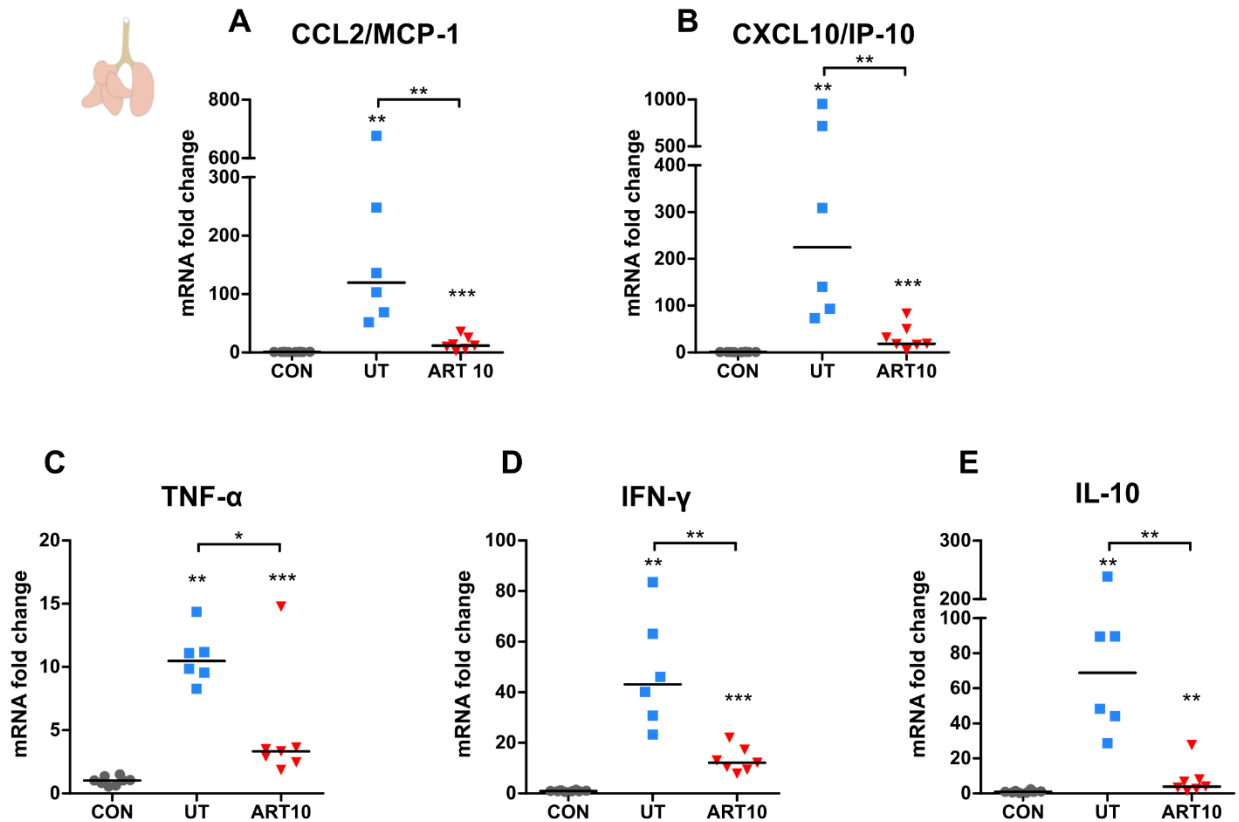 A
CCL2/MCP-1
**
**
***
mRNA fold change
800
600
300
200
100
0
CON UT ART 10
B
CXCL10/IP-10
**
**
***
mRNA fold change
1000
500
400
300
200
100
0
CON UT ART10
C
TNF-α
*
**
***
mRNA fold change
20
15
10
5
0
CON UT ART10
D
IFN-γ
**
**
***
mRNA fold change
100
80
60
40
20
0
CON UT ART10
E
IL-10
**
**
**
mRNA fold change
300
200
80
60
40
20
0
CON UT ART10